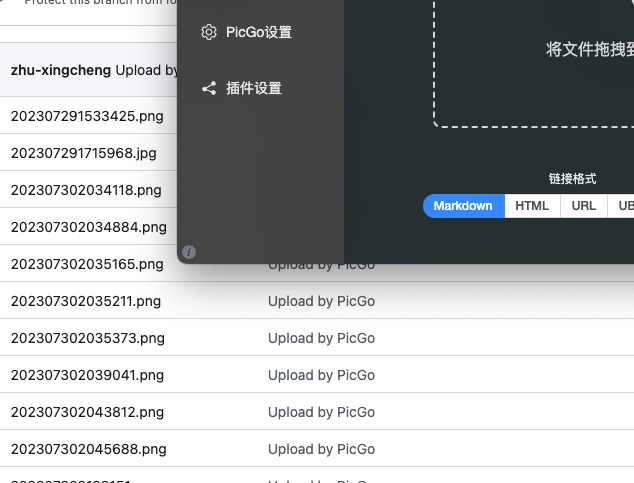 Protect this branch from fo
zhu-xingcheng Upload by
202307291533425.png
202307291715968.jpg
202307302034118.png
202307302034884.png
202307302035165.png Upload by PicGo
202307302035211.png Upload by PicGo
202307302035373.png Upload by PicGo
202307302039041.png Upload by PicGo
202307302043812.png Upload by PicGo
202307302045688.png Upload by PicGo
PicGo设置
插件设置
将文件拖拽到
链接格式
Markdown HTML URL UB